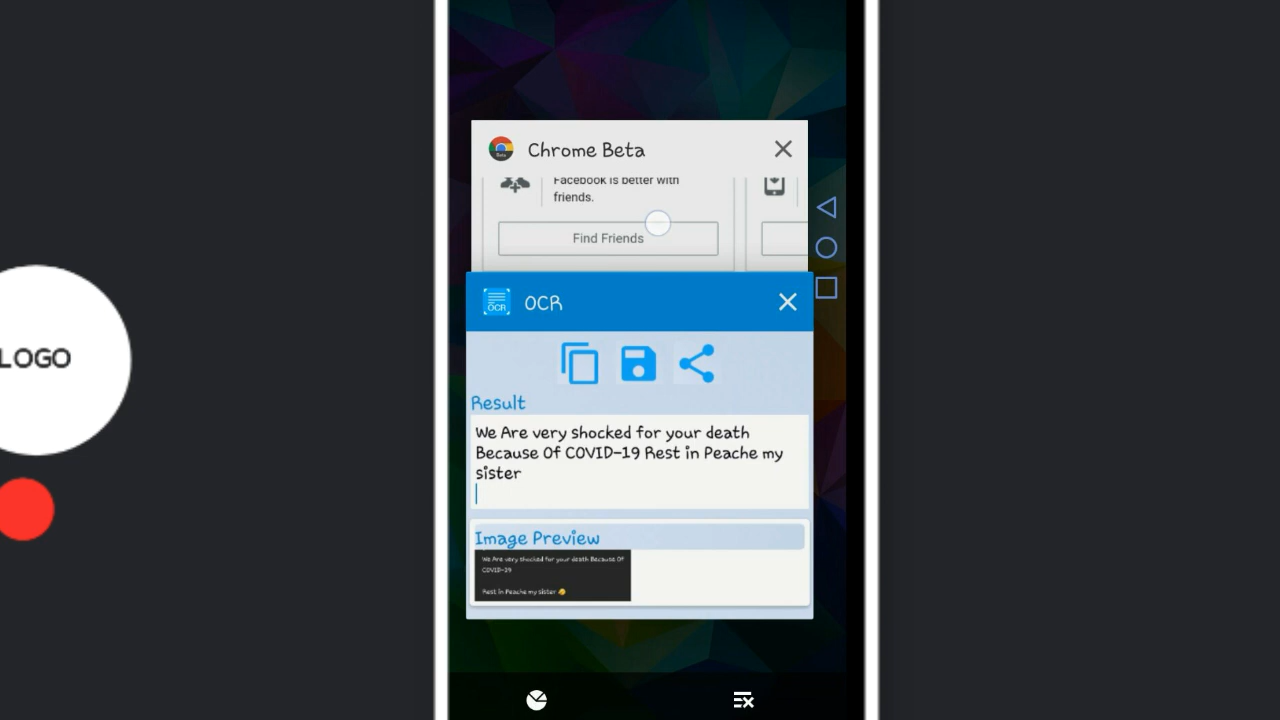 Chrome Beta
Facebook is better with
friends.
Find Friends
LOGO
OCR
OCR
Result
We Are very shocked for your death
Because Of COVID-19 Rest in Peache my
sister
Image Preview
We Are very shocked for your death Because Of
COVID-19
Rest in Peache my sister